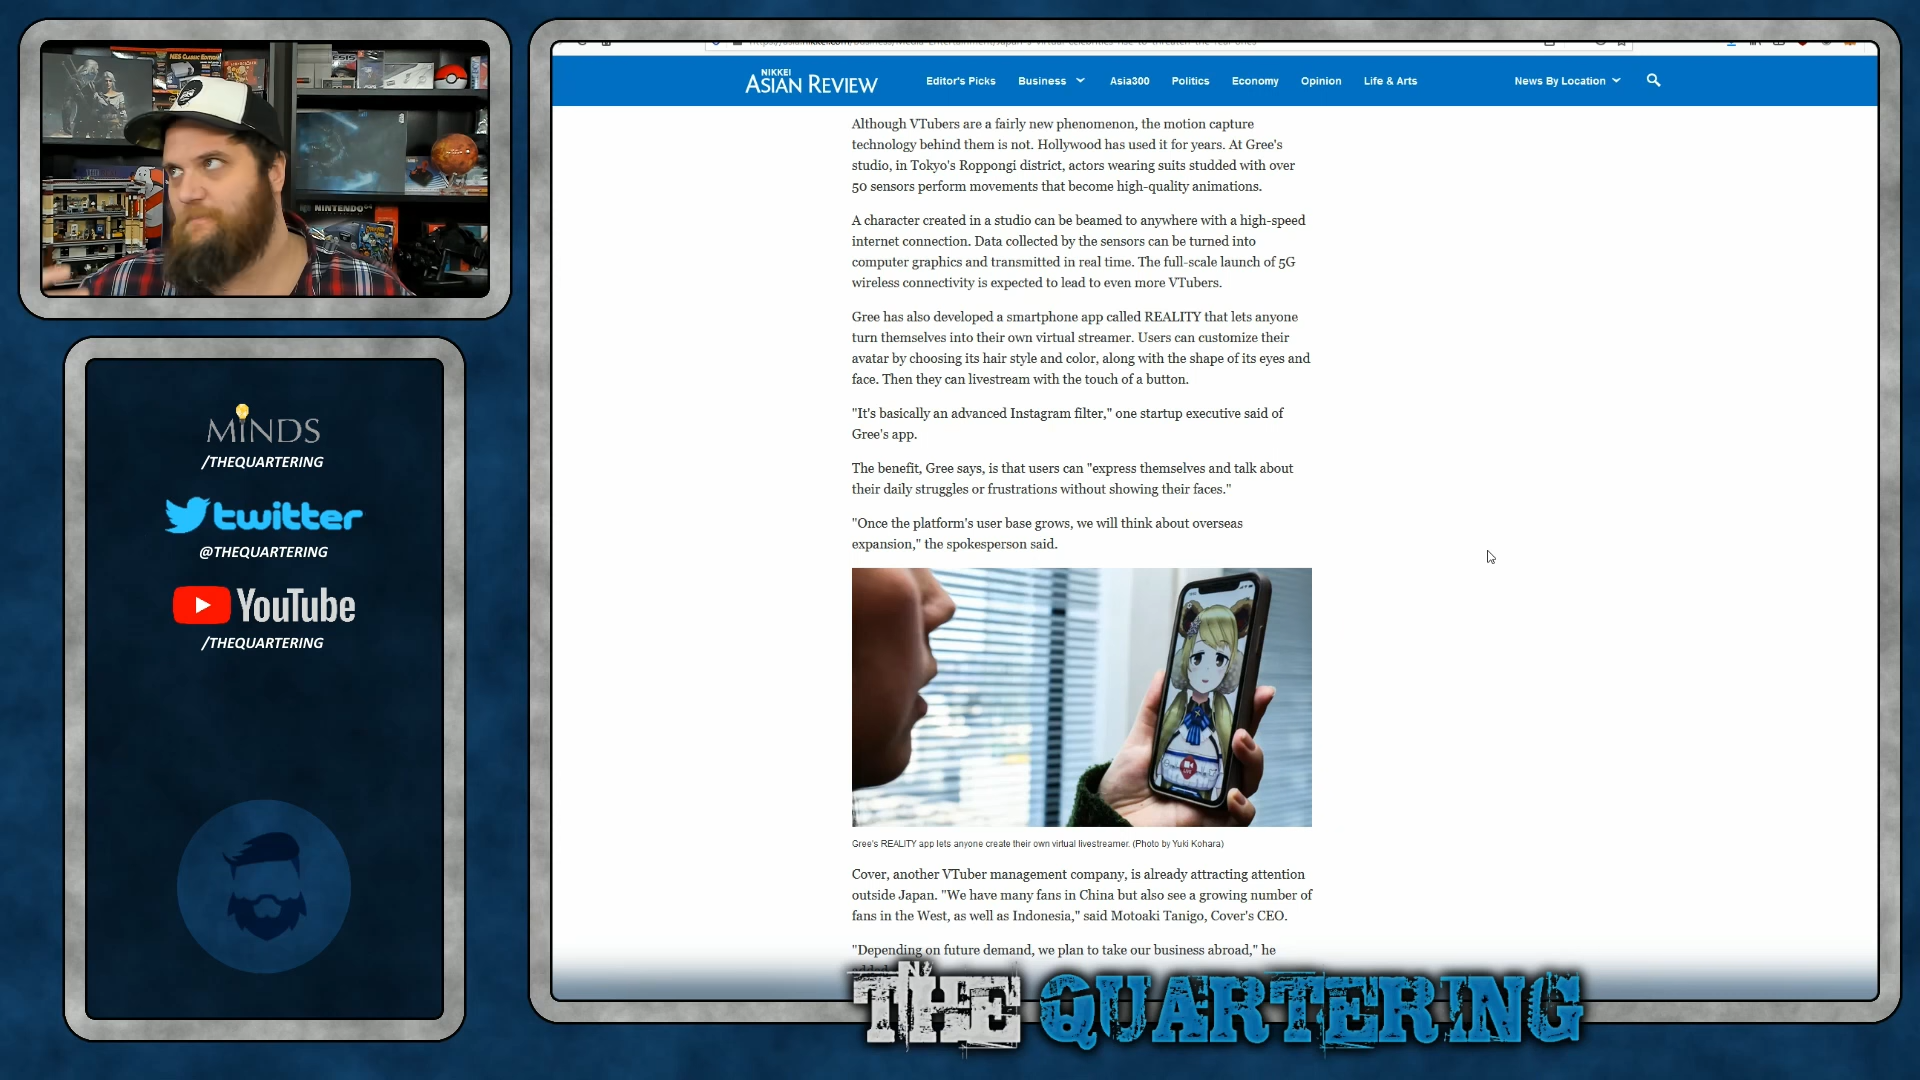 NES CLASSIC EDITION
NINTENDO 64
MINDS
/THEQUARTERING
twitter
@THEQUARTERING
YouTube
/THEQUARTERING
NIKKEI
ASIAN REVIEW
Editor's Picks
Business
Asia300
Politics
Economy
Opinion
Life & Arts
News By Location
Although VTubers are a fairly new phenomenon, the motion capture
technology behind them is not. Hollywood has used it for years. At Gree's
studio, in Tokyo's Roppongi district, actors wearing suits studded with over
50 sensors perform movements that become high-quality animations.
A character created in a studio can be beamed to anywhere with a high-speed
internet connection. Data collected by the sensors can be turned into
computer graphics and transmitted in real time. The full-scale launch of 5G
wireless connectivity is expected to lead to even more VTubers.
Gree has also developed a smartphone app called REALITY that lets anyone
turn themselves into their own virtual streamer. Users can customize their
avatar by choosing its hair style and color, along with the shape of its eyes and
face. Then they can livestream with the touch of a button.
"It's basically an advanced Instagram filter," one startup executive said of
Gree's app.
The benefit, Gree says, is that users can "express themselves and talk about
their daily struggles or frustrations without showing their faces."
"Once the platform's user base grows, we will think about overseas
expansion," the spokesperson said.
Gree's REALITY app lets anyone create their own virtual livestreamer. (Photo by Yuki Kohara)
Cover, another VTuber management company, is already attracting attention
outside Japan. "We have many fans in China but also see a growing number of
fans in the West, as well as Indonesia," said Motoaki Tanigo, Cover's CEO.
"Depending on future demand, we plan to take our business abroad," he
THE QUARTERING